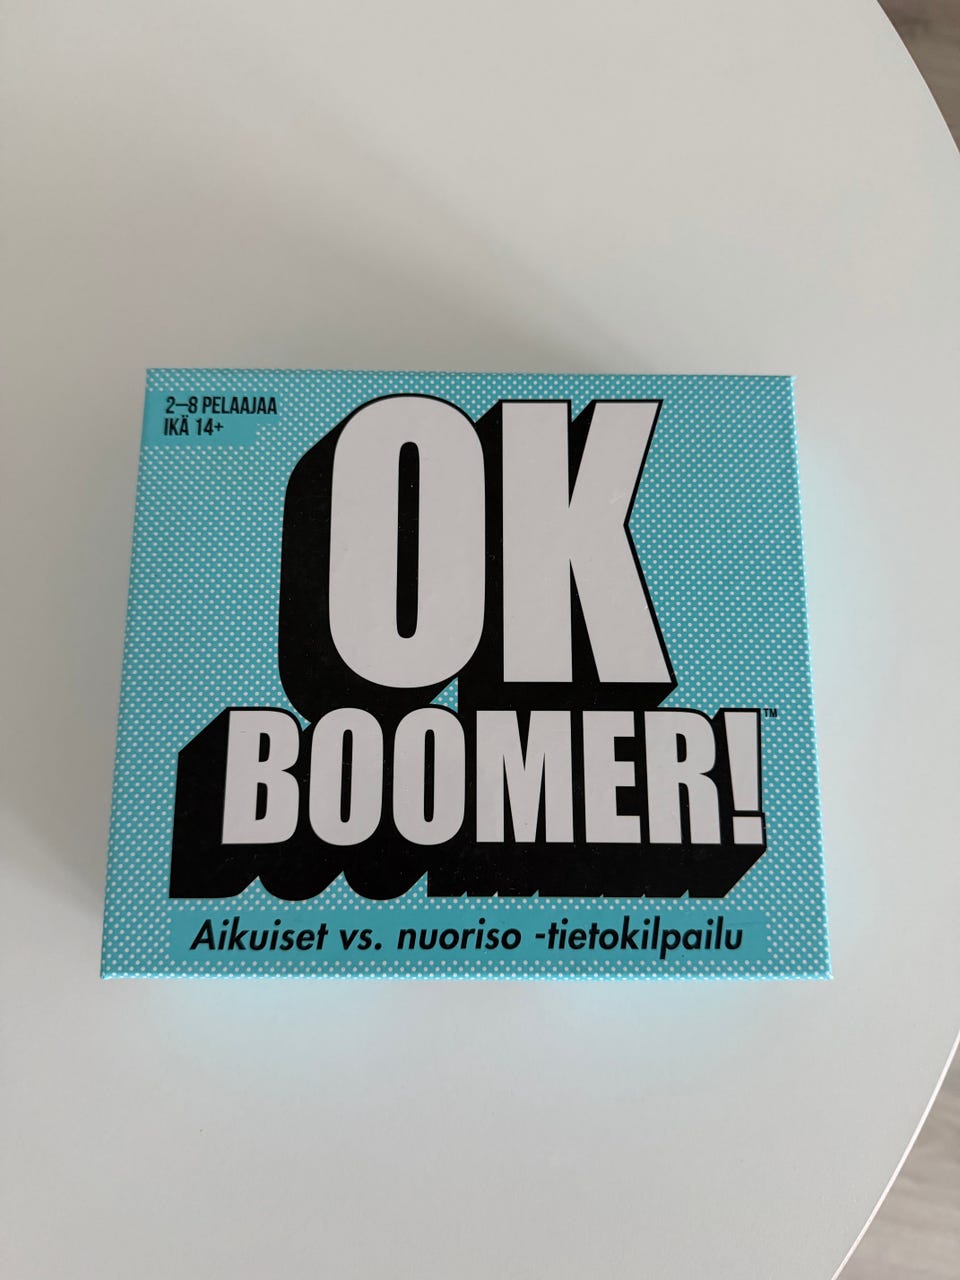 2–8 PELAAJAA
IKÄ 14+
OK
BOOMER!™
Aikuiset vs. nuoriso -tietokilpailu